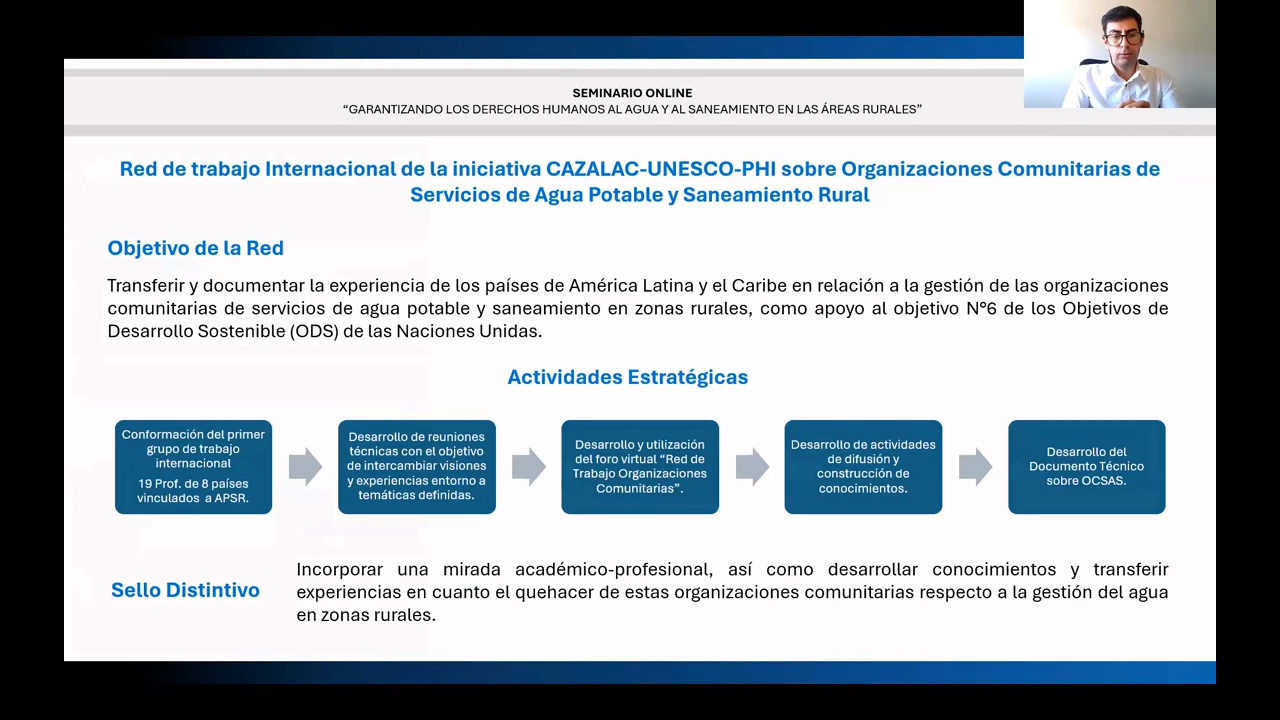 SEMINARIO ONLINE
“GARANTIZANDO LOS DERECHOS HUMANOS AL AGUA Y AL SANEAMIENTO EN LAS ÁREAS RURALES”
Red de trabajo Internacional de la iniciativa CAZALAC-UNESCO-PHI sobre Organizaciones Comunitarias de
Servicios de Agua Potable y Saneamiento Rural
Objetivo de la Red
Transferir y documentar la experiencia de los países de América Latina y el Caribe en relación a la gestión de las organizaciones
comunitarias de servicios de agua potable y saneamiento en zonas rurales, como apoyo al objetivo N°6 de los Objetivos de
Desarrollo Sostenible (ODS) de las Naciones Unidas.
Actividades Estratégicas
Conformación del primer
grupo de trabajo
internacional
19 Prof. de 8 países
vinculados a APSR.
Desarrollo de reuniones
técnicas con el objetivo
de intercambiar visiones
y experiencias entorno a
temáticas definidas.
Desarrollo y utilización
del foro virtual “Red de
Trabajo Organizaciones
Comunitarias”.
Desarrollo de actividades
de difusión y
construcción de
conocimientos.
Desarrollo del
Documento Técnico
sobre OCSAS.
Sello Distintivo
Incorporar una mirada académico-profesional, así como desarrollar conocimientos y transferir
experiencias en cuanto el quehacer de estas organizaciones comunitarias respecto a la gestión del agua
en zonas rurales.